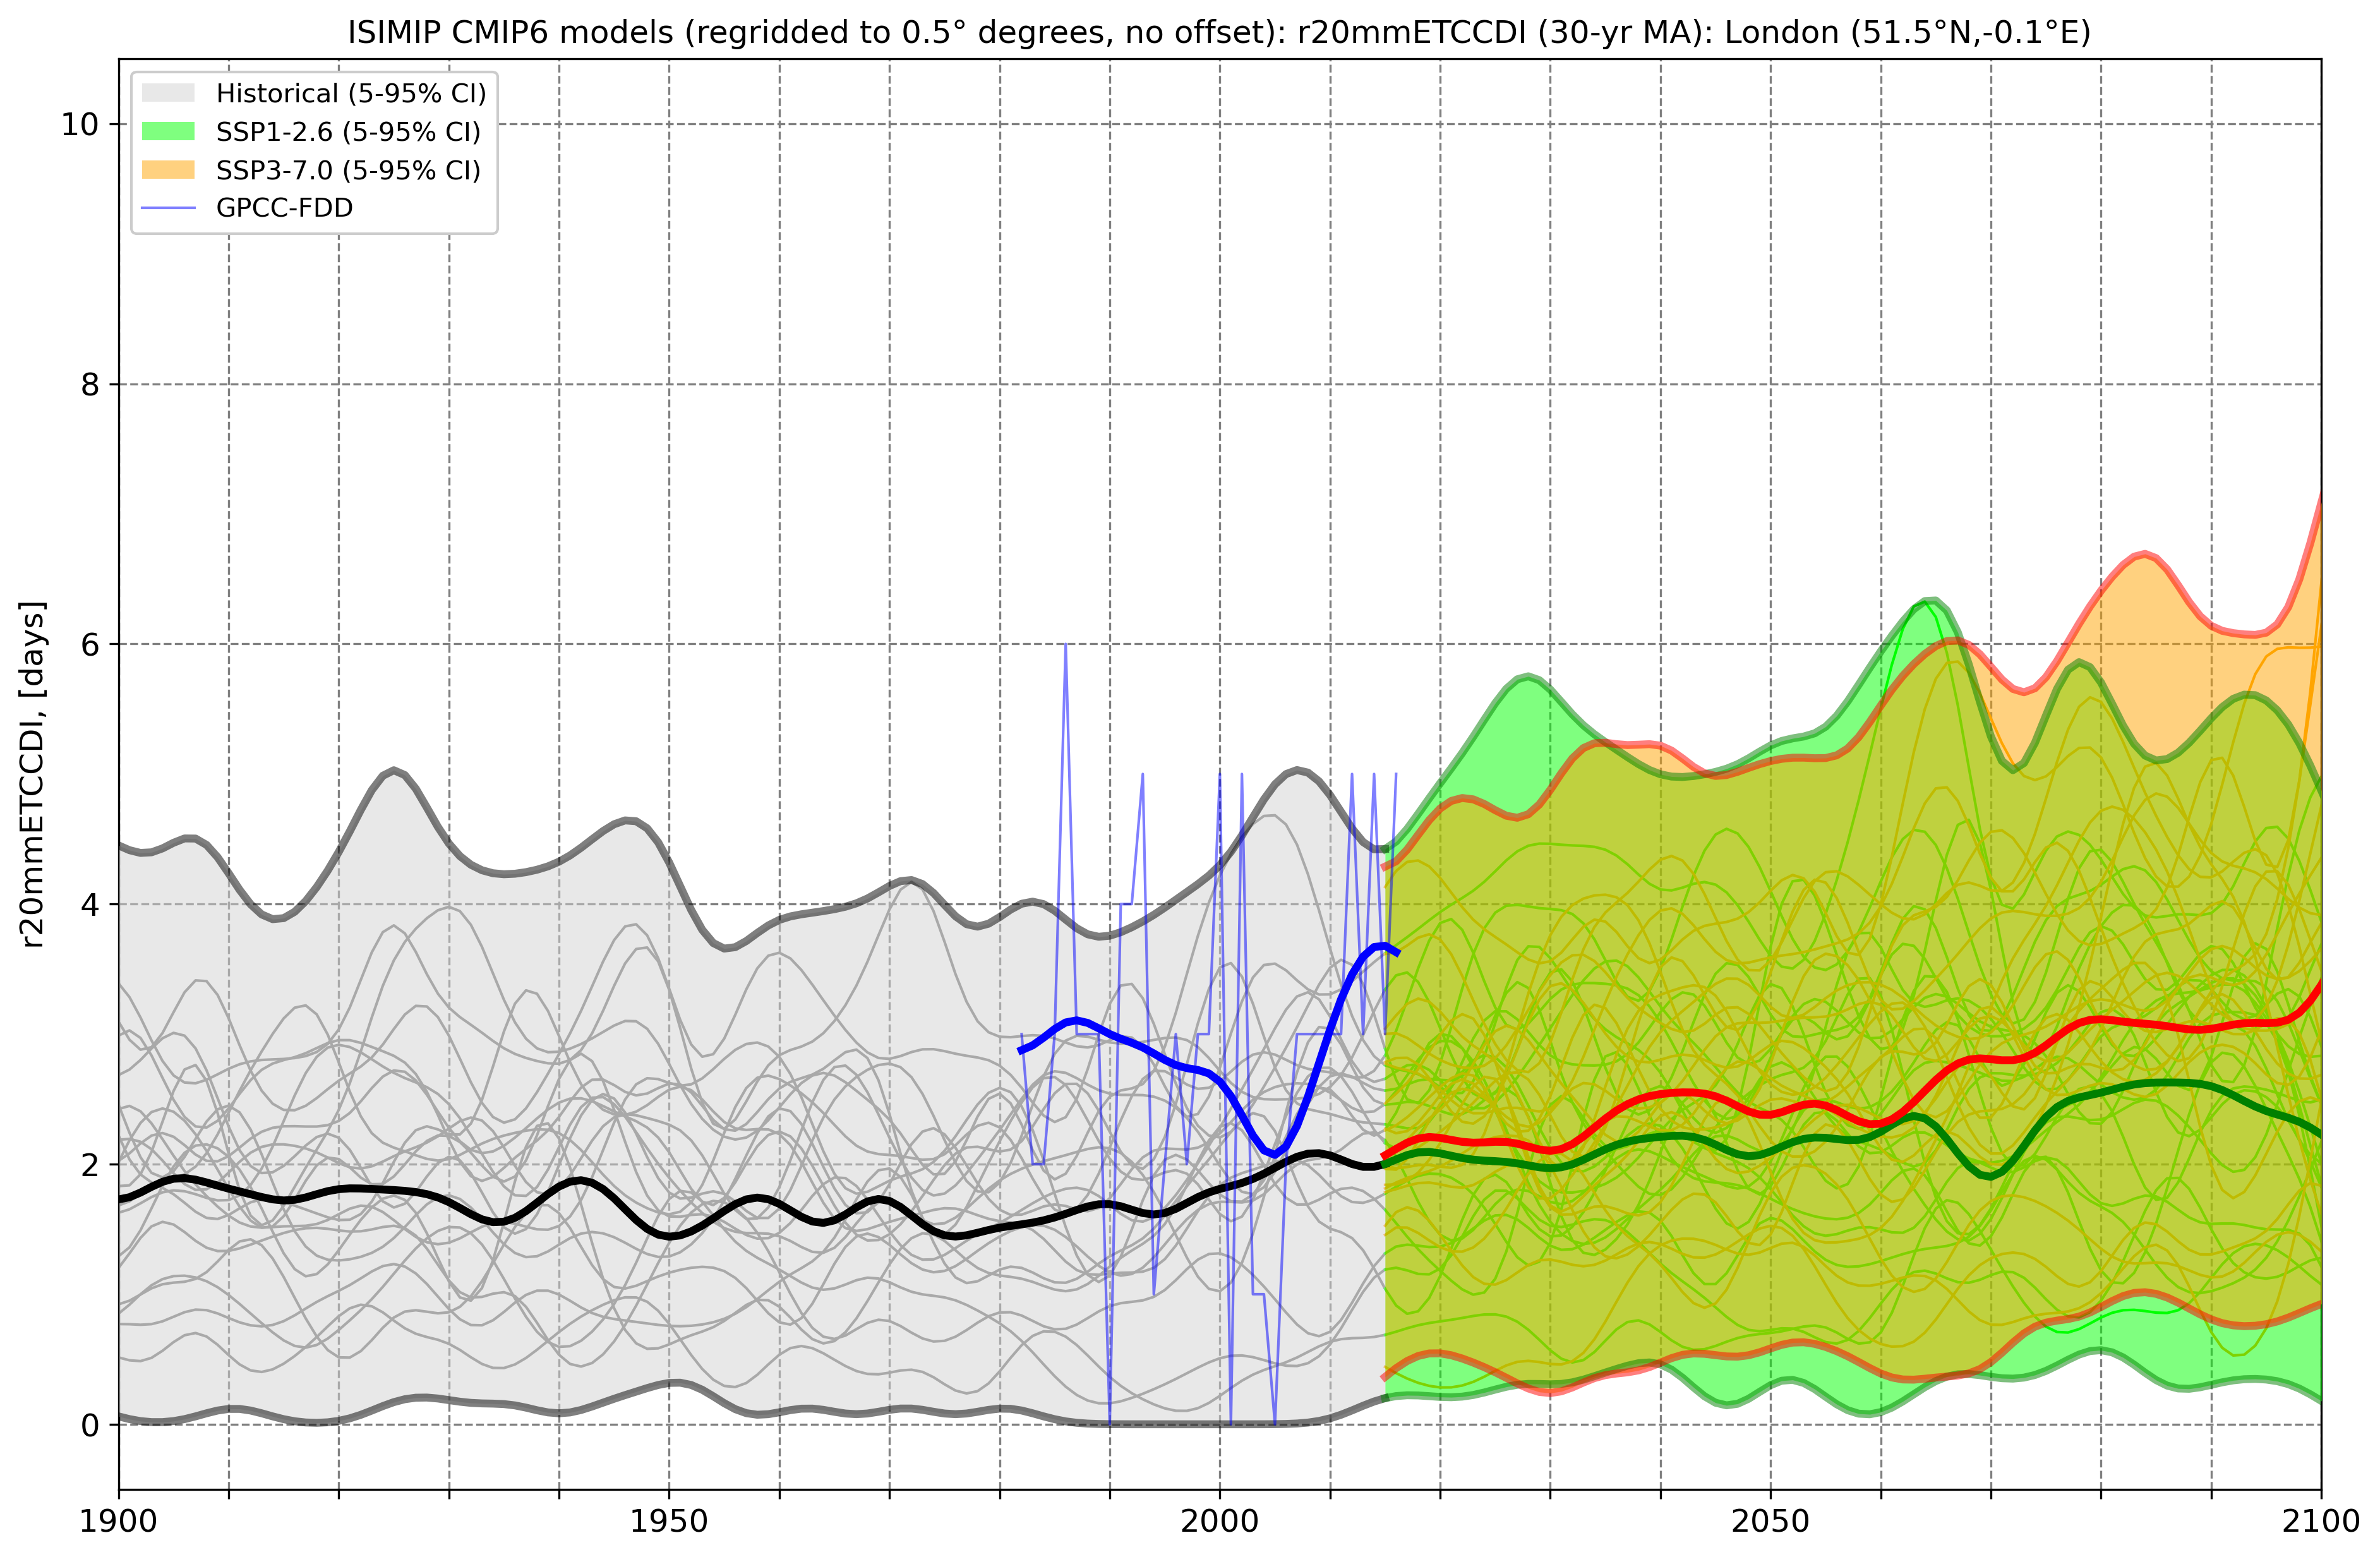 ISIMIP CMIP6 models (regridded to 0.5° degrees, no offset): r20mmETCCDI (30-yr MA): London (51.5°N,-0.1°E)
Historical (5-95% CI)
SSP1-2.6 (5-95% CI)
SSP3-7.0 (5-95% CI)
GPCC-FDD
r20mmETCCDI, [days]
10
8
6
4
2
0
1900
1950
2000
2050
2100